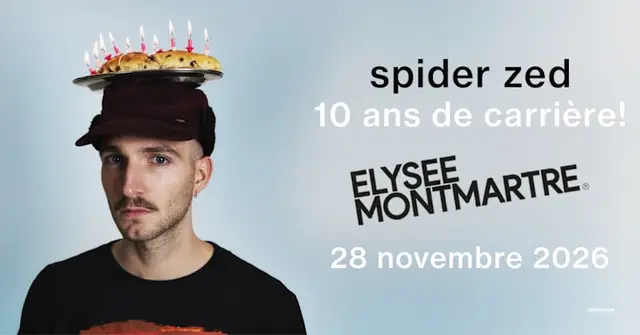 spider zed
10 ans de carrière!
ELYSEE
MONTMARTRE®
28 novembre 2026